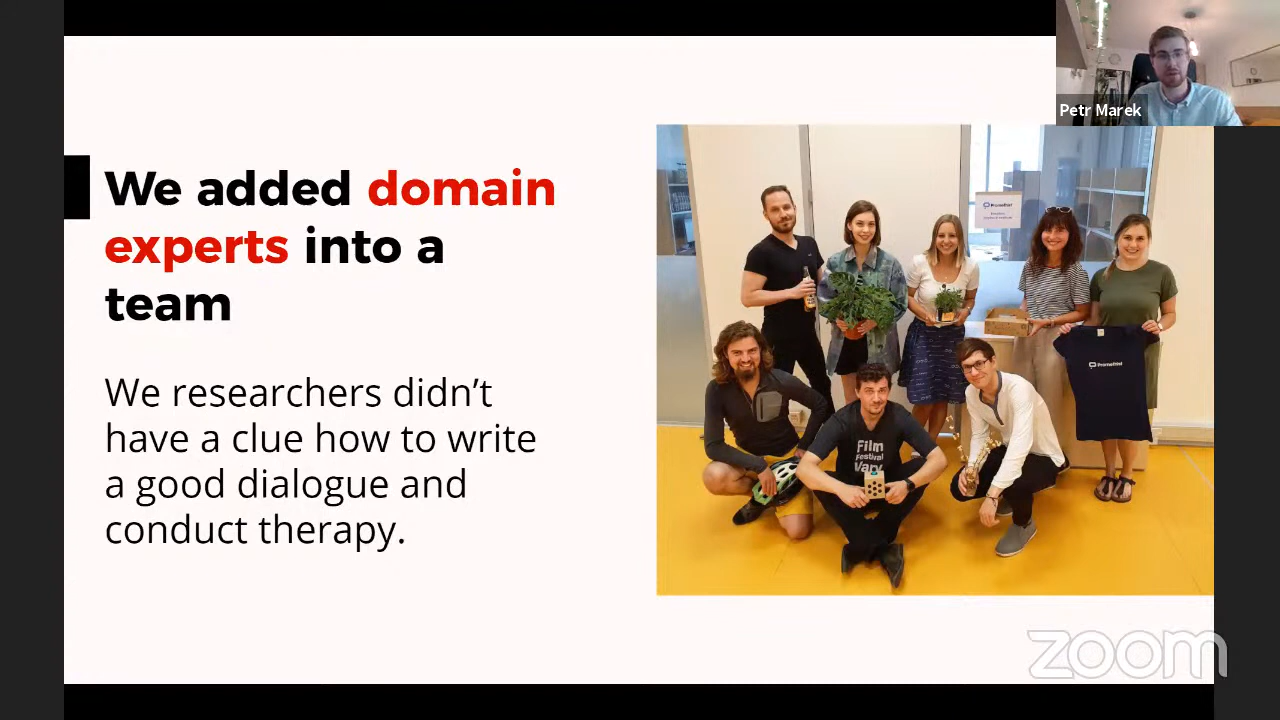 Petr Marek
We added domain
experts into a
team
We researchers didn’t
have a clue how to write
a good dialogue and
conduct therapy.
PromethistAI
Film
Festival
Vary
zoom